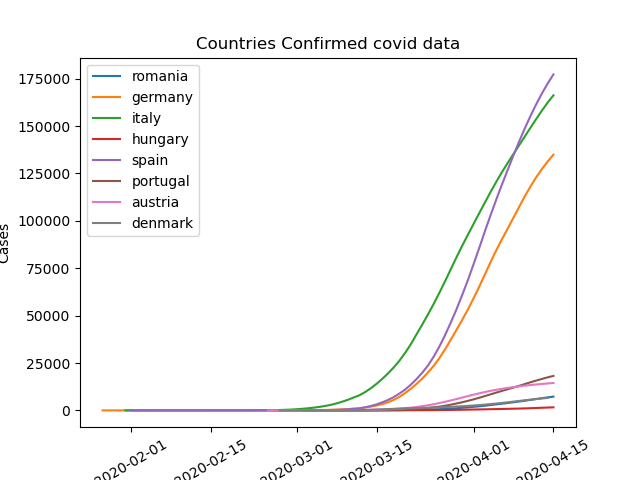 Countries Confirmed covid data
175000
150000
125000
100000
75000
50000
25000
0
Cases
romania
germany
italy
hungary
spain
portugal
austria
denmark
2020-02-01
2020-02-15
2020-03-01
2020-03-15
2020-04-01
2020-04-15